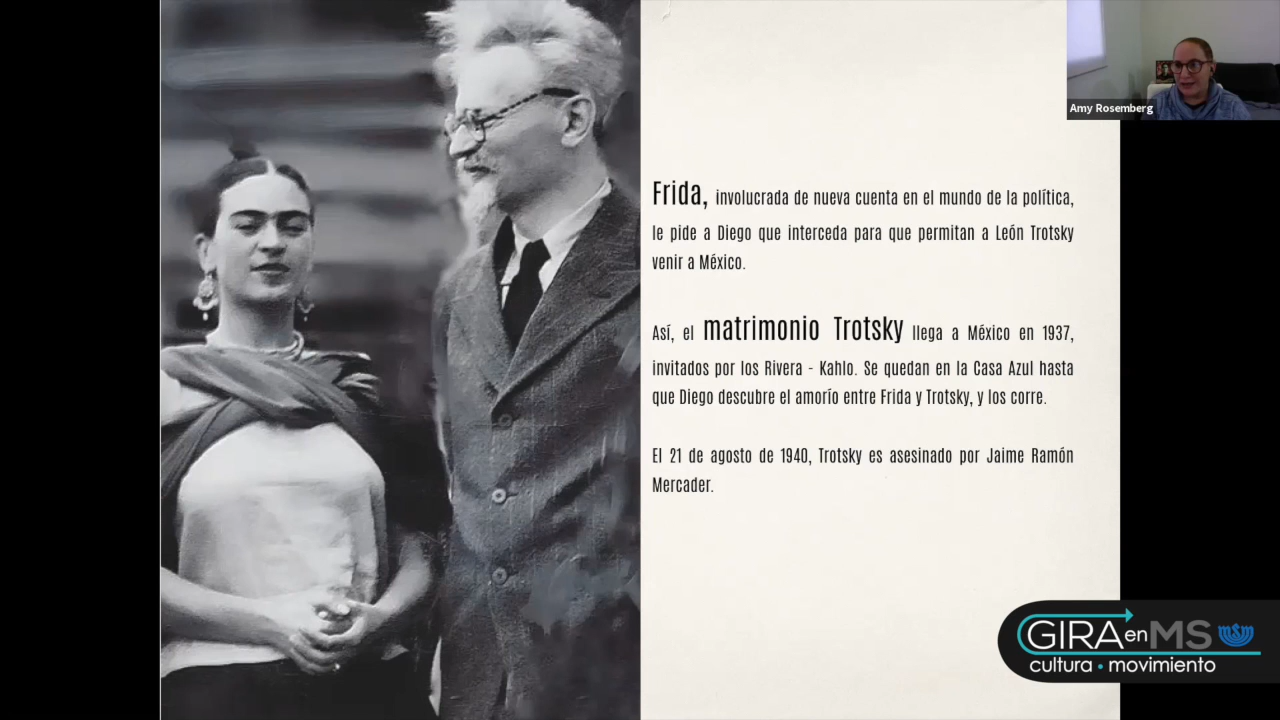 Amy Rosemberg
Frida, involucrada de nueva cuenta en el mundo de la política,
le pide a Diego que interceda para que permitan a León Trotsky
venir a México.
Así, el matrimonio Trotsky llega a México en 1937,
invitados por los Rivera - Kahlo. Se quedan en la Casa Azul hasta
que Diego descubre el amorío entre Frida y Trotsky, y los corre.
El 21 de agosto de 1940, Trotsky es asesinado por Jaime Ramón
Mercader.
GIRA en MS
cultura • movimiento